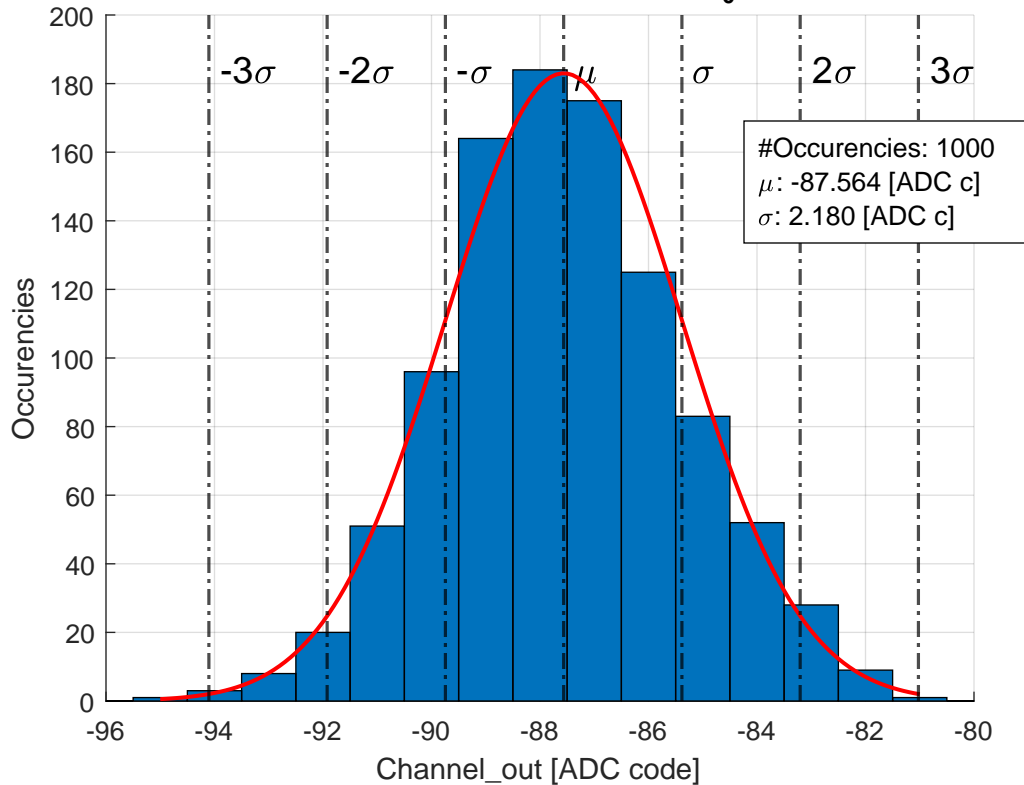 200
180
160
140
120
100
80
60
40
20
0
Occurencies
-3σ -2σ -σ μ σ 2σ 3σ
#Occurencies: 1000
μ: -87.564 [ADC c]
σ: 2.180 [ADC c]
-96 -94 -92 -90 -88 -86 -84 -82 -80
Channel_out [ADC code]